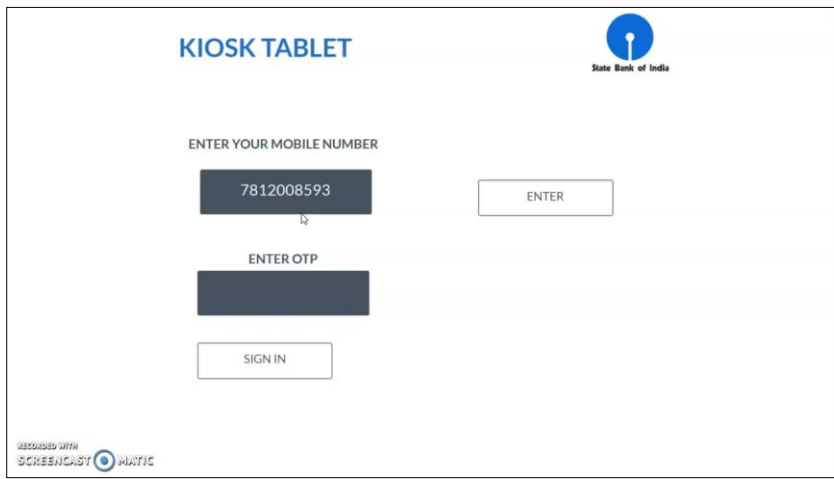 KIOSK TABLET
State Bank of India
ENTER YOUR MOBILE NUMBER
7812008593
ENTER
ENTER OTP
SIGN IN
RECORDED WITH
SCREENCAST MATIC